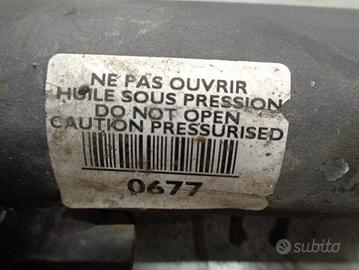 NE PAS OUVRIR
HUILE SOUS PRESSION
DO NOT OPEN
CAUTION PRESSURISED
0677
subito